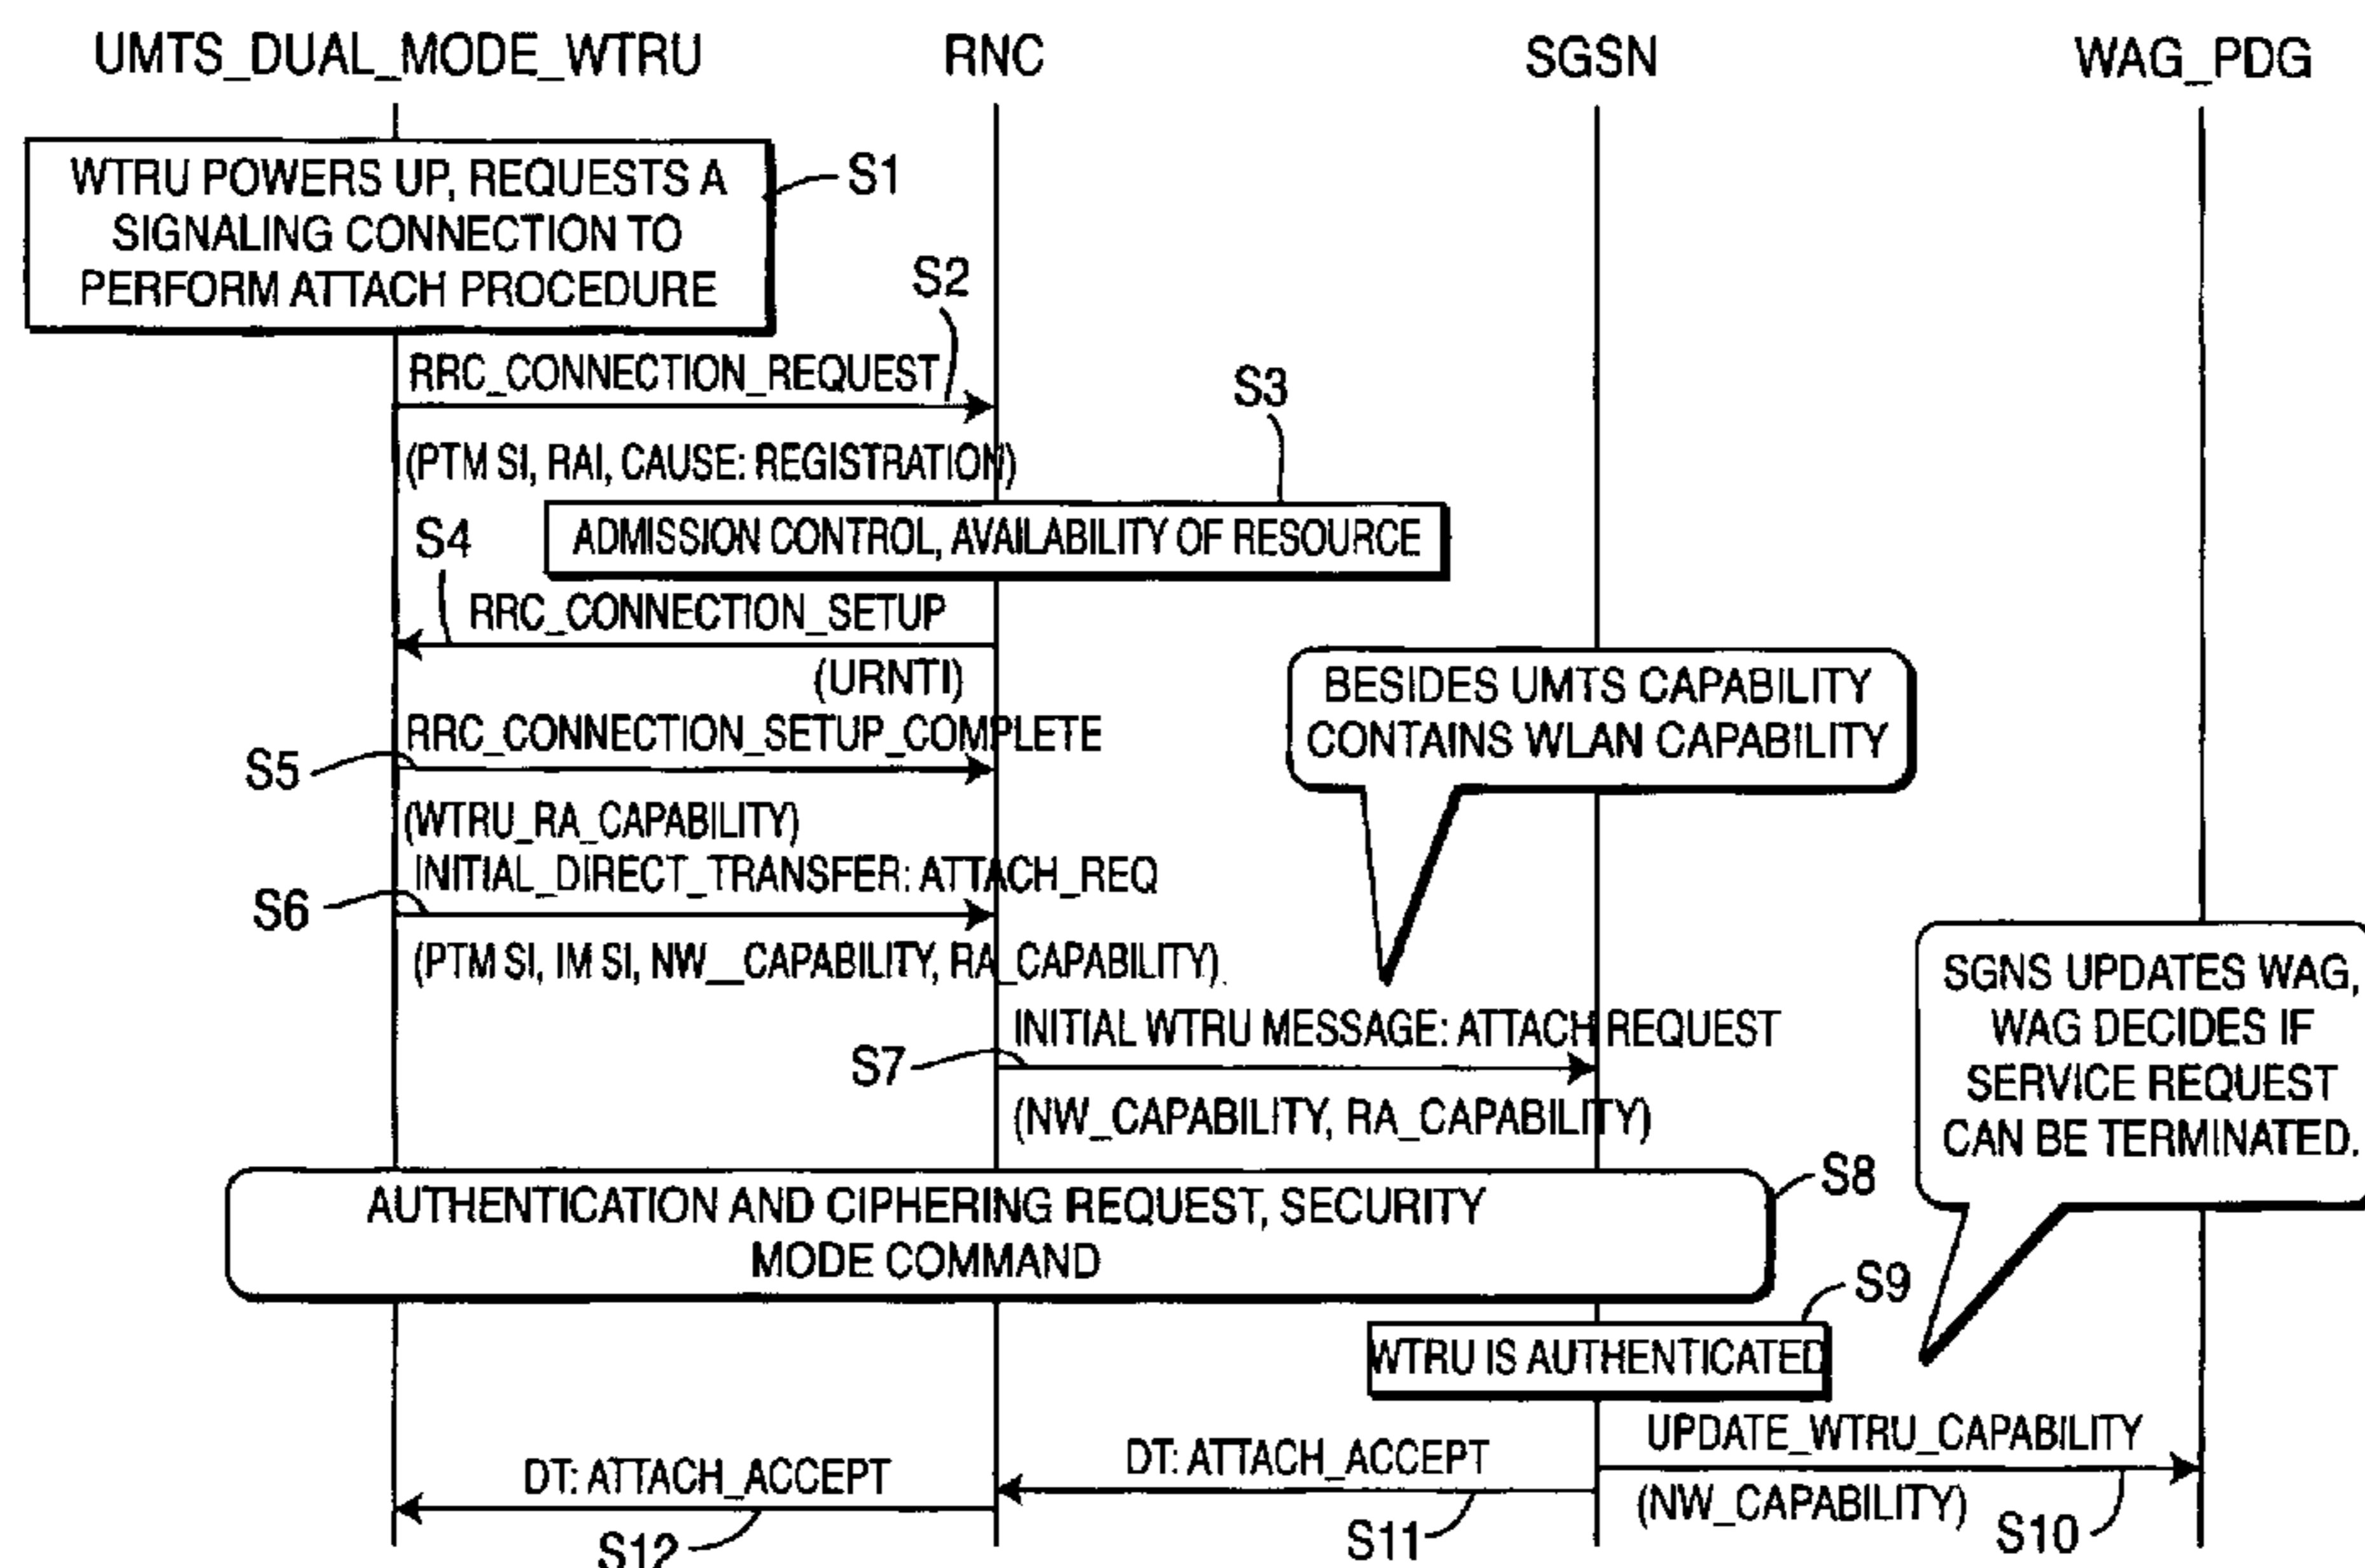 UMTS_DUAL_MODE_WTRU
RNC
SGSN
WAG_PDG
WTRU POWERS UP, REQUESTS A
SIGNALING CONNECTION TO
PERFORM ATTACH PROCEDURE
S1
S2
RRC_CONNECTION_REQUEST
S3
(PTM SI, RAI, CAUSE: REGISTRATION)
S4
ADMISSION CONTROL, AVAILABILITY OF RESOURCE
RRC_CONNECTION_SETUP
(URNTI)
BESIDES UMTS CAPABILITY
CONTAINS WLAN CAPABILITY
RRC_CONNECTION_SETUP_COMPLETE
S5
(WTRU_RA_CAPABILITY)
INITIAL_DIRECT_TRANSFER: ATTACH_REQ
S6
(PTM SI, IM SI, NW__CAPABILITY, RA_CAPABILITY).
SGNS UPDATES WAG,
WAG DECIDES IF
SERVICE REQUEST
CAN BE TERMINATED.
INITIAL WTRU MESSAGE: ATTACH REQUEST
S7
(NW_CAPABILITY, RA_CAPABILITY)
S8
AUTHENTICATION AND CIPHERING REQUEST, SECURITY
MODE COMMAND
S9
WTRU IS AUTHENTICATED
UPDATE_WTRU_CAPABILITY
DT: ATTACH_ACCEPT
DT: ATTACH_ACCEPT
(NW_CAPABILITY)
S10
S11
S12